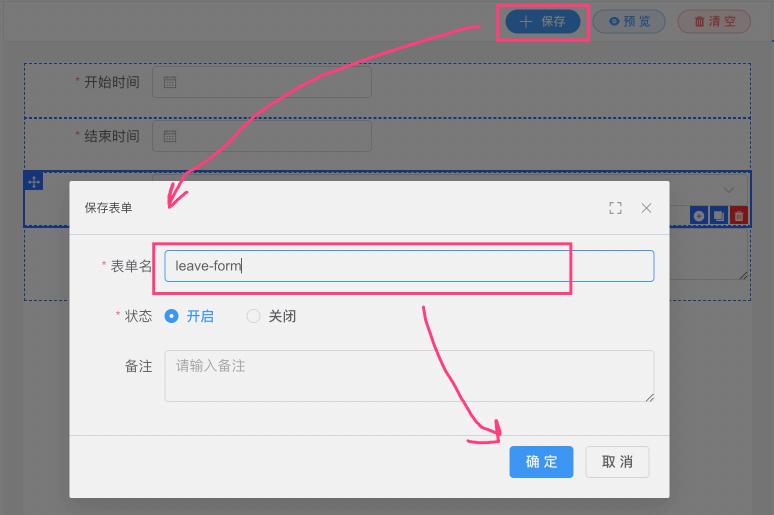 保存
预 览
清 空
* 开始时间
* 结束时间
保存表单
* 表单名
leave-form
* 状态
开启
关闭
备注
请输入备注
确 定
取 消